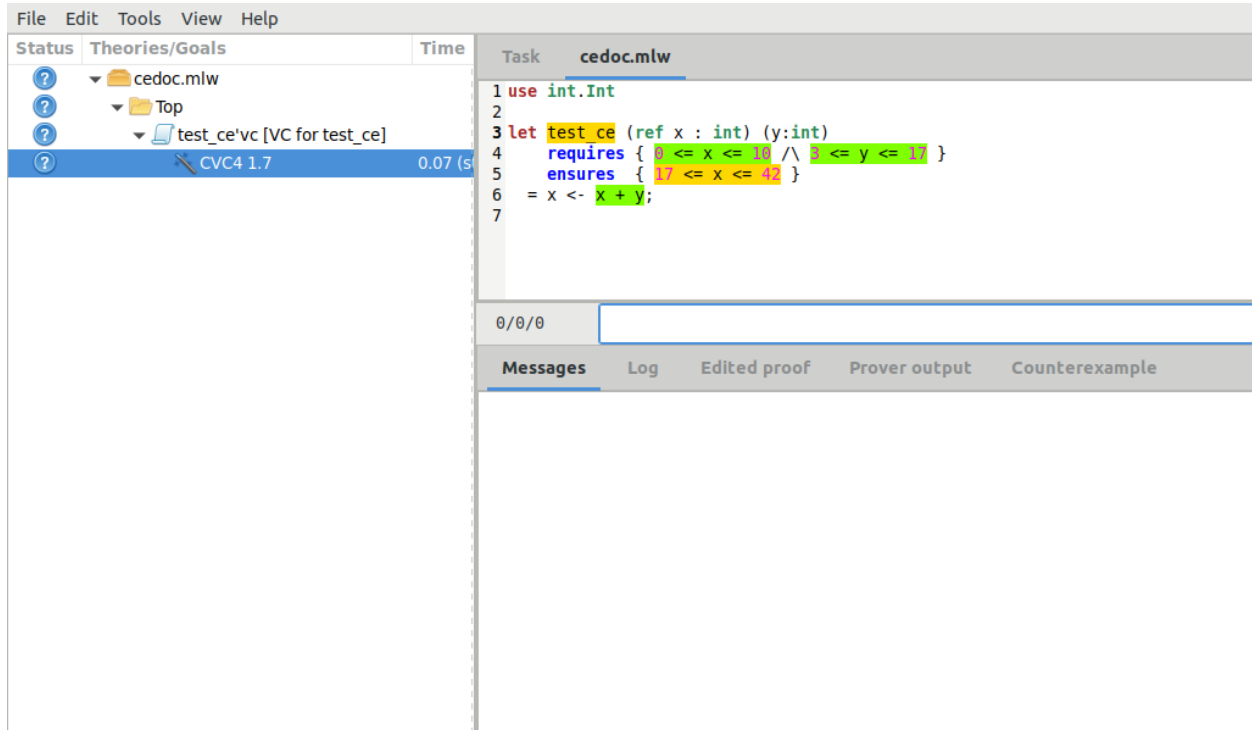 File Edit Tools View Help
Status Theories/Goals Time
cedoc.mlw
Top
test_ce'vc [VC for test_ce]
CVC4 1.7 0.07 (st
Task cedoc.mlw
1 use int.Int
2
3 let test_ce (ref x : int) (y:int)
4 requires { 0 <= x <= 10 /\ 3 <= y <= 17 }
5 ensures { 17 <= x <= 42 }
6 = x <- x + y;
7
0/0/0
Messages Log Edited proof Prover output Counterexample